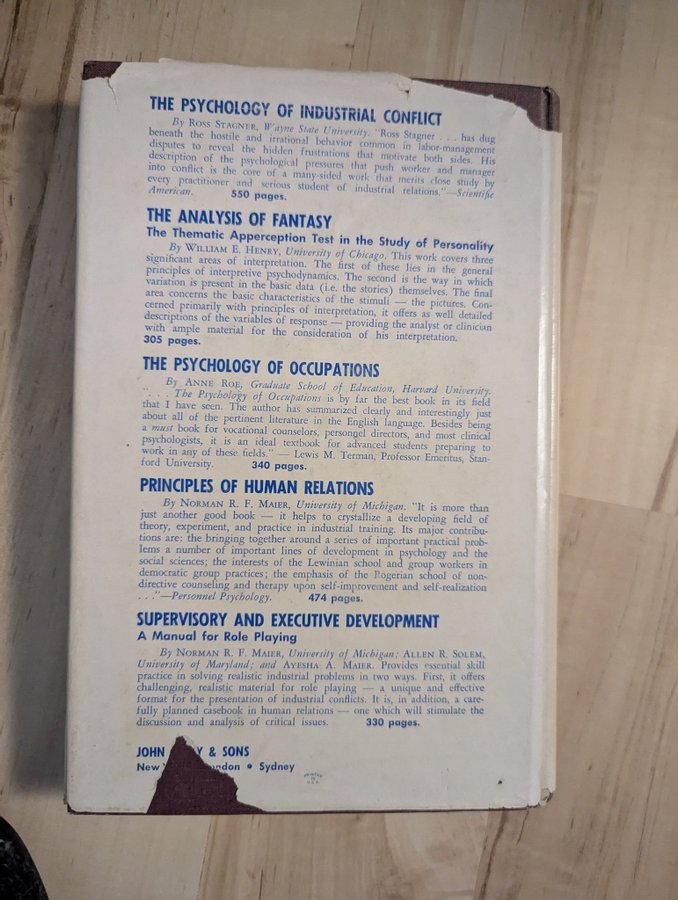 THE PSYCHOLOGY OF INDUSTRIAL CONFLICT
By ROSS STAGNER, Wayne State University. "Ross Stagner . . . has dug
beneath the hostile and irrational behavior common in labor-management
disputes to reveal the hidden frustrations that motivate both sides. His
description of the psychological pressures that push worker and manager
into conflict is the core of a many-sided work that merits close study by
every practitioner and serious student of industrial relations."—Scientific
American. 550 pages.
THE ANALYSIS OF FANTASY
The Thematic Apperception Test in the Study of Personality
By WILLIAM E. HENRY, University of Chicago. This work covers three
significant areas of interpretation. The first of these lies in the general
principles of interpretive psychodynamics. The second is the way in which
variation is present in the basic data (i.e. the stories) themselves. The final
area concerns the basic characteristics of the stimuli — the pictures. Con-
cerned primarily with principles of interpretation, it offers as well detailed
descriptions of the variables of response — providing the analyst or clinician
with ample material for the consideration of his interpretation.
305 pages.
THE PSYCHOLOGY OF OCCUPATIONS
By ANNE ROE, Graduate School of Education, Harvard University.
". . . The Psychology of Occupations is by far the best book in its field
that I have seen. The author has summarized clearly and interestingly just
about all of the pertinent literature in the English language. Besides being
a must book for vocational counselors, personnel directors, and most clinical
psychologists, it is an ideal textbook for advanced students preparing to
work in any of these fields." — Lewis M. Terman, Professor Emeritus, Stan-
ford University. 340 pages.
PRINCIPLES OF HUMAN RELATIONS
By NORMAN R. F. MAIER, University of Michigan. "It is more than
just another good book — it helps to crystallize a developing field of
theory, experiment, and practice in industrial training. Its major contribu-
tions are: the bringing together around a series of important practical prob-
lems a number of important lines of development in psychology and the
social sciences; the interests of the Lewinian school and group workers in
democratic group practices; the emphasis of the Rogerian school of non-
directive counseling and therapy upon self-improvement and self-realization
. . ."—Personnel Psychology. 474 pages.
SUPERVISORY AND EXECUTIVE DEVELOPMENT
A Manual for Role Playing
By NORMAN R. F. MAIER, University of Michigan; ALLEN R. SOLEM,
University of Maryland; and AYESHA A. MAIER. Provides essential skill
practice in solving realistic industrial problems in two ways. First, it offers
challenging, realistic material for role playing — a unique and effective
format for the presentation of industrial conflicts. It is, in addition, a care-
fully planned casebook in human relations — one which will stimulate the
discussion and analysis of critical issues. 330 pages.
JOHN Y & SONS
New ndon • Sydney
PRINTED
IN
U.S.A.